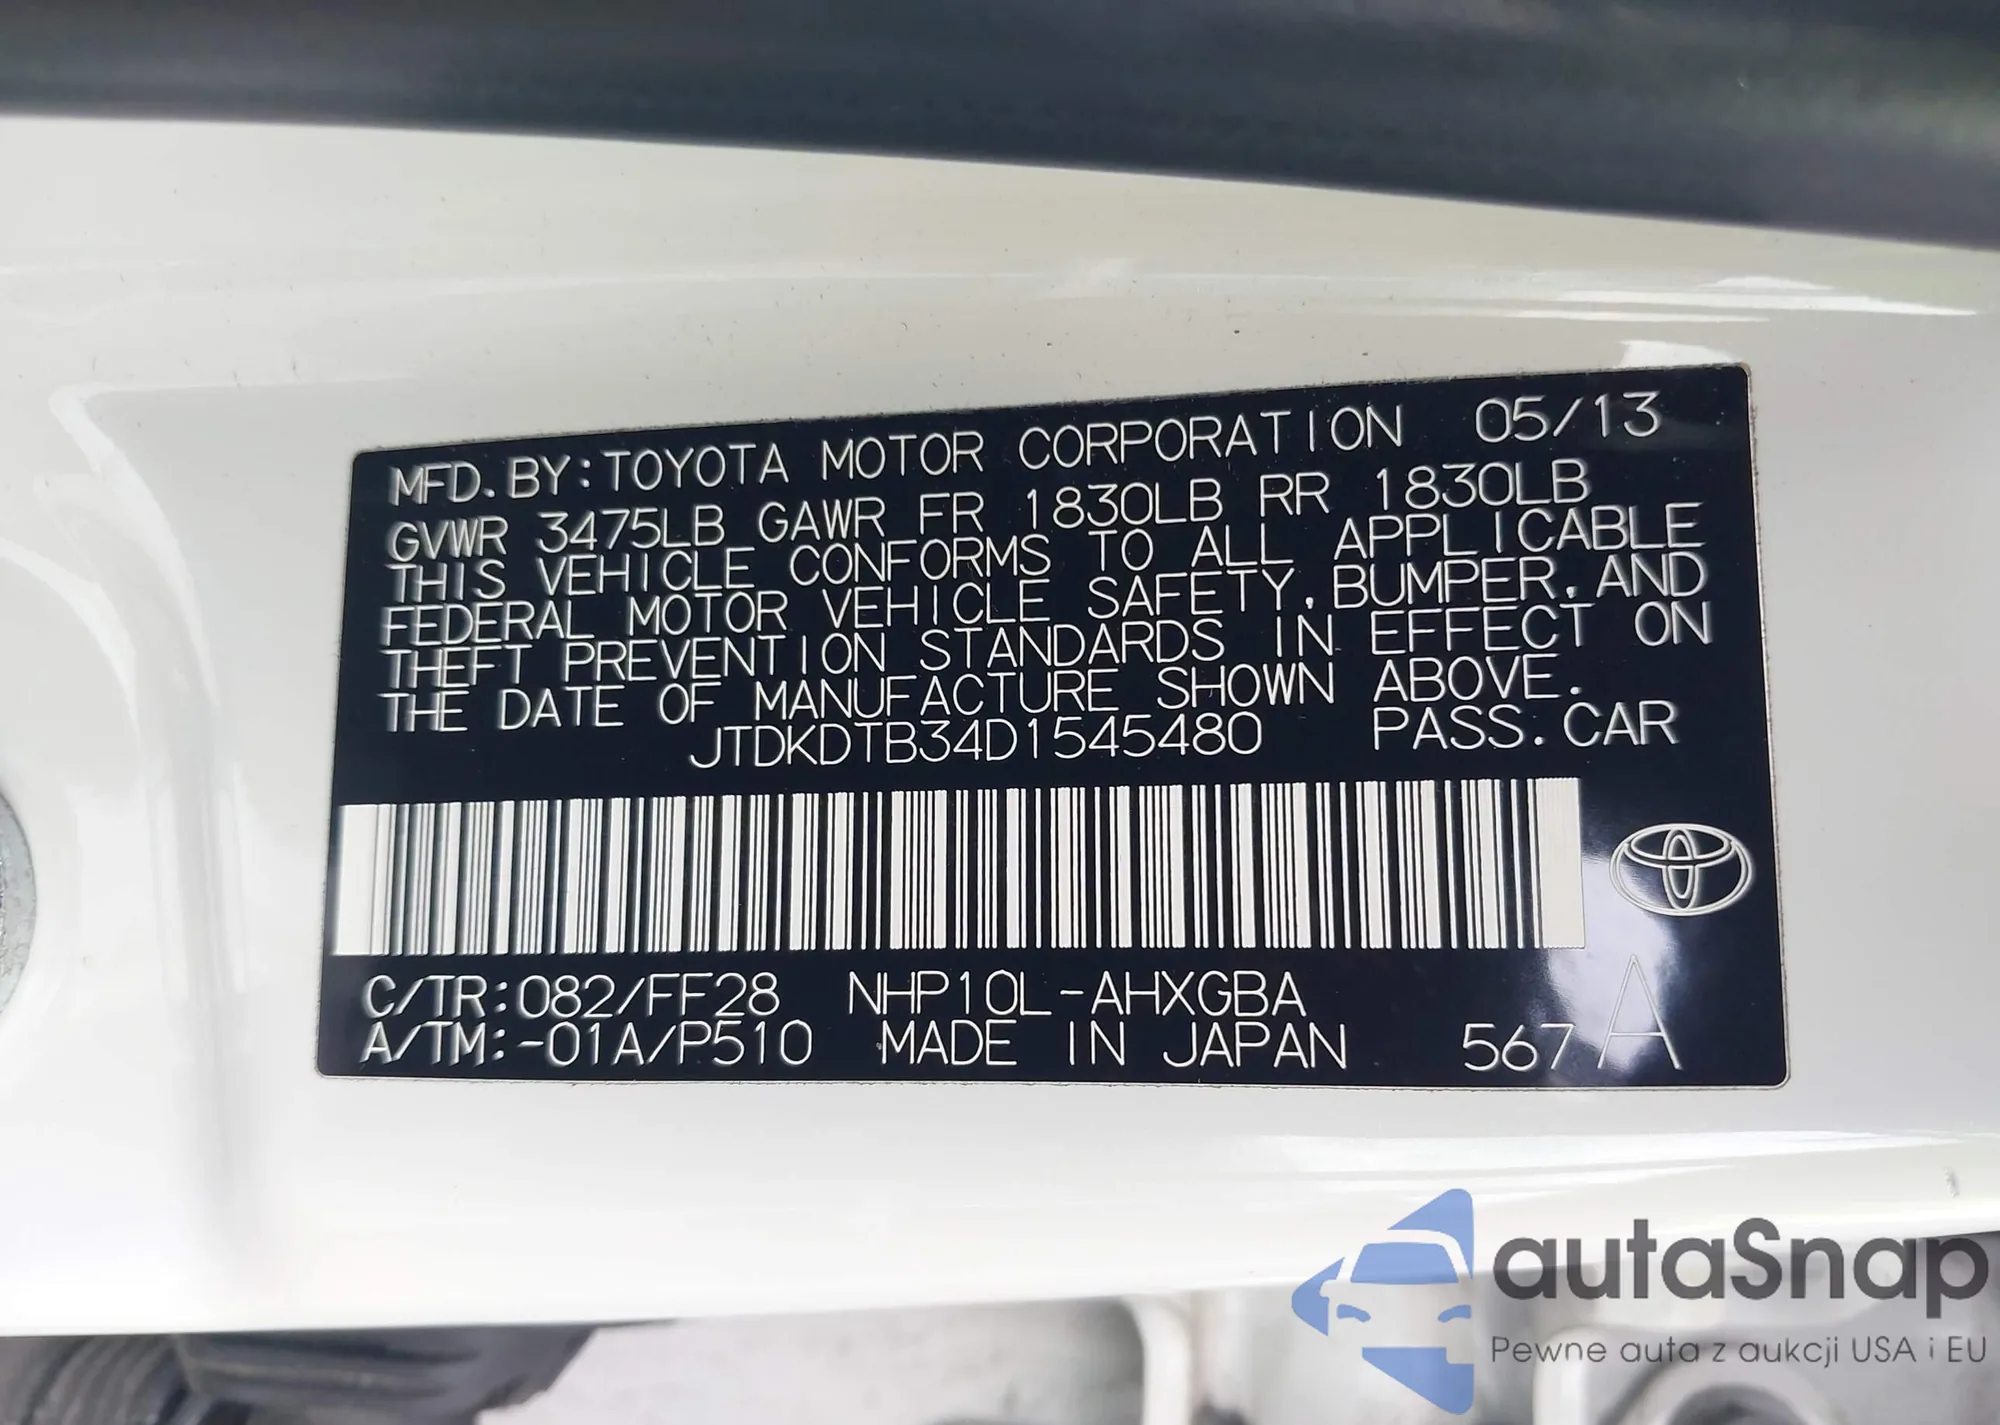 MFD. BY: TOYOTA MOTOR CORPORATION 05/13
GVWR 3475LB GAWR FR 1830LB RR 1830LB
THIS VEHICLE CONFORMS TO ALL APPLICABLE
FEDERAL MOTOR VEHICLE SAFETY, BUMPER, AND
THEFT PREVENTION STANDARDS IN EFFECT ON
THE DATE OF MANUFACTURE SHOWN ABOVE.
JTDKDTB34D1545480 PASS. CAR
C/TR: 082/FF28 NHP10L-AHXGBA
A/TM: -01A/P510 MADE IN JAPAN 567 A
autaSnap
Pewne auta z aukcji USA i EU